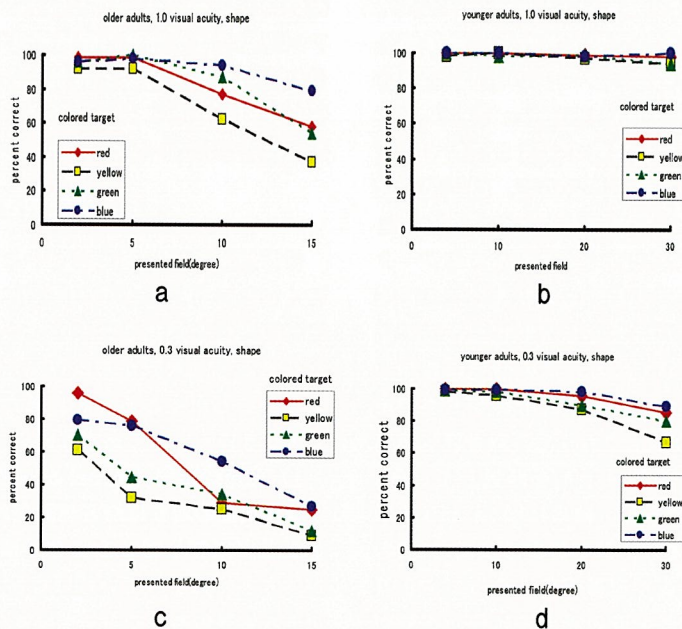 older adults, 1.0 visual acuity, shape
100
80
60
40
20
0
percent correct
colored target
red
yellow
green
blue
0 5 10 15
presented field(degree)
a
younger adults, 1.0 visual acuity, shape
100
80
60
40
20
0
percent correct
colored target
red
yellow
green
blue
0 10 20 30
presented field
b
older adults, 0.3 visual acuity, shape
100
80
60
40
20
0
percent correct
colored target
red
yellow
green
blue
0 5 10 15
presented field(degree)
c
younger adults, 0.3 visual acuity, shape
100
80
60
40
20
0
percent correct
colored target
red
yellow
green
blue
0 10 20 30
presented field(degree)
d